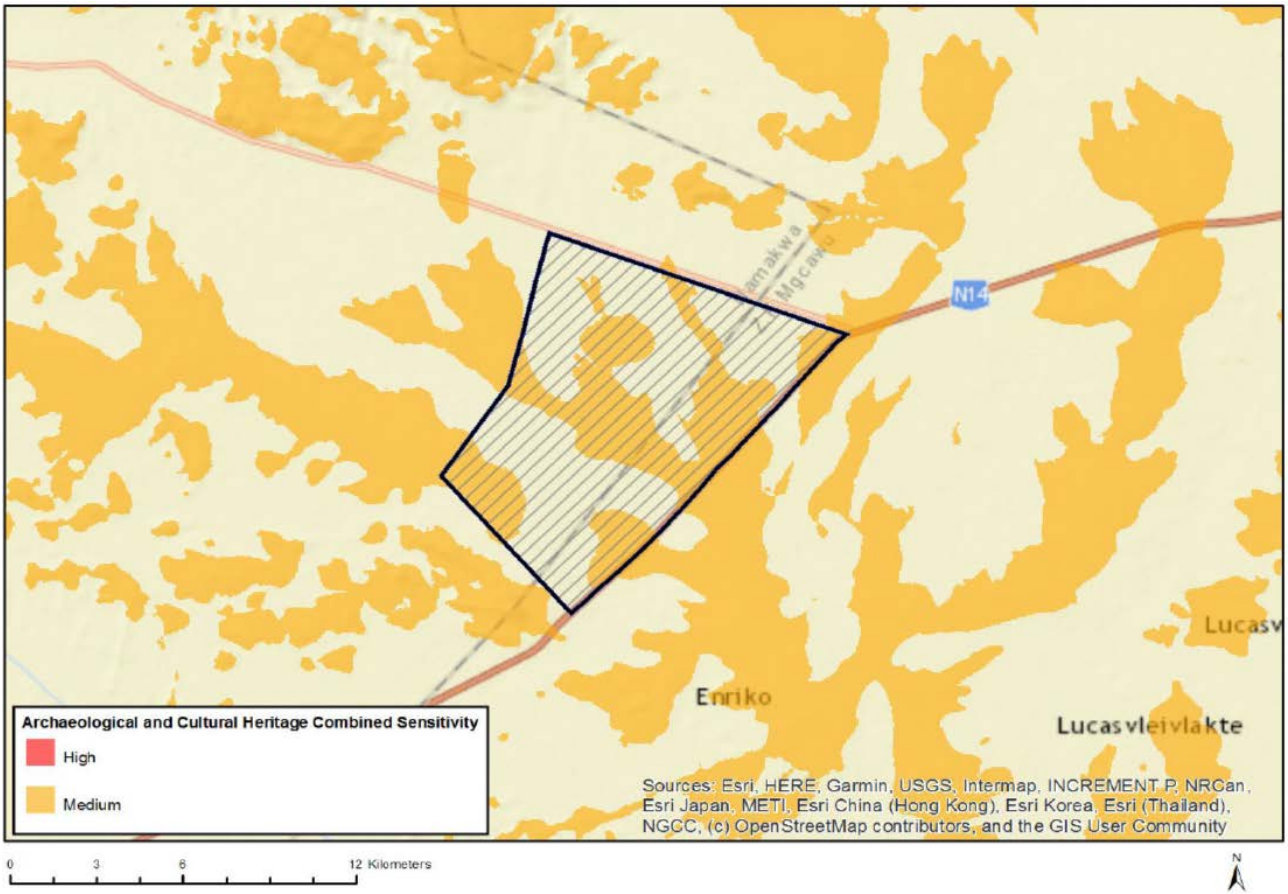 amakwa
Z
Mgcawu
N14
Lucasv
Enriko
Lucasvleivlakte
Archaeological and Cultural Heritage Combined Sensitivity
High
Medium
Sources: Esri, HERE, Garmin, USGS, Intermap, INCREMENT P, NRCan,
Esri Japan, METI, Esri China (Hong Kong), Esri Korea, Esri (Thailand),
NGCC, (c) OpenStreetMap contributors, and the GIS User Community
0 3 6 12 Kilometers
N